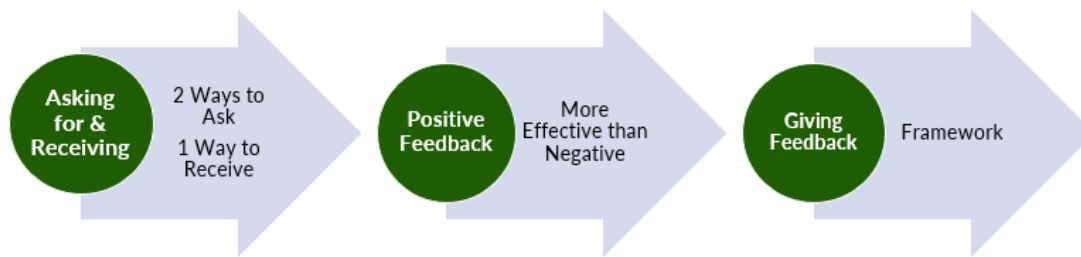 Asking
for &
Receiving
2 Ways to
Ask
1 Way to
Receive
Positive
Feedback
More
Effective than
Negative
Giving
Feedback
Framework